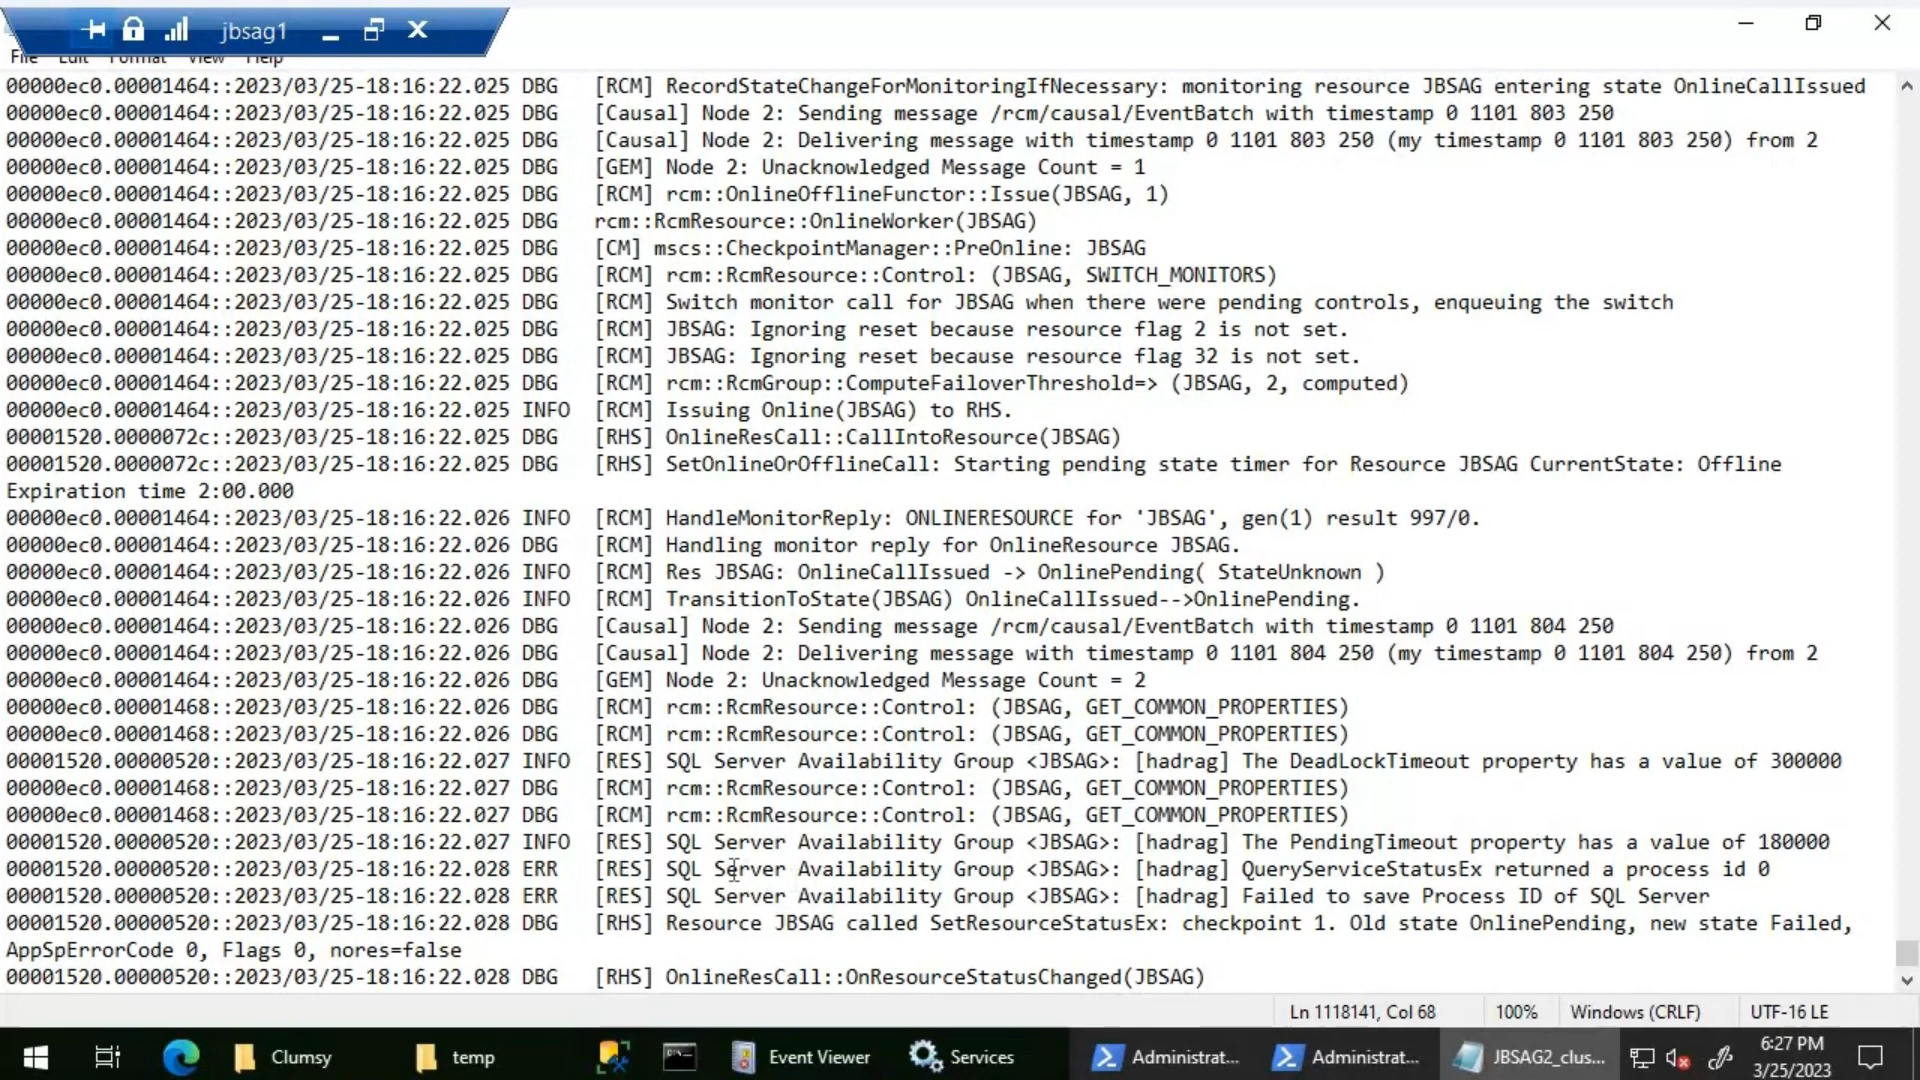 jbsag1
File Edit Format View Help
00000ec0.00001464::2023/03/25-18:16:22.025 DBG [RCM] RecordStateChangeForMonitoringIfNecessary: monitoring resource JBSAG entering state OnlineCallIssued
00000ec0.00001464::2023/03/25-18:16:22.025 DBG [Causal] Node 2: Sending message /rcm/causal/EventBatch with timestamp 0 1101 803 250
00000ec0.00001464::2023/03/25-18:16:22.025 DBG [Causal] Node 2: Delivering message with timestamp 0 1101 803 250 (my timestamp 0 1101 803 250) from 2
00000ec0.00001464::2023/03/25-18:16:22.025 DBG [GEM] Node 2: Unacknowledged Message Count = 1
00000ec0.00001464::2023/03/25-18:16:22.025 DBG [RCM] rcm::OnlineOfflineFunctor::Issue(JBSAG, 1)
00000ec0.00001464::2023/03/25-18:16:22.025 DBG rcm::RcmResource::OnlineWorker(JBSAG)
00000ec0.00001464::2023/03/25-18:16:22.025 DBG [CM] mscs::CheckpointManager::PreOnline: JBSAG
00000ec0.00001464::2023/03/25-18:16:22.025 DBG [RCM] rcm::RcmResource::Control: (JBSAG, SWITCH_MONITORS)
00000ec0.00001464::2023/03/25-18:16:22.025 DBG [RCM] Switch monitor call for JBSAG when there were pending controls, enqueuing the switch
00000ec0.00001464::2023/03/25-18:16:22.025 DBG [RCM] JBSAG: Ignoring reset because resource flag 2 is not set.
00000ec0.00001464::2023/03/25-18:16:22.025 DBG [RCM] JBSAG: Ignoring reset because resource flag 32 is not set.
00000ec0.00001464::2023/03/25-18:16:22.025 DBG [RCM] rcm::RcmGroup::ComputeFailoverThreshold=> (JBSAG, 2, computed)
00000ec0.00001464::2023/03/25-18:16:22.025 INFO [RCM] Issuing Online(JBSAG) to RHS.
00001520.0000072c::2023/03/25-18:16:22.025 DBG [RHS] OnlineResCall::CallIntoResource(JBSAG)
00001520.0000072c::2023/03/25-18:16:22.025 DBG [RHS] SetOnlineOrOfflineCall: Starting pending state timer for Resource JBSAG CurrentState: Offline
Expiration time 2:00.000
00000ec0.00001464::2023/03/25-18:16:22.026 INFO [RCM] HandleMonitorReply: ONLINERESOURCE for 'JBSAG', gen(1) result 997/0.
00000ec0.00001464::2023/03/25-18:16:22.026 DBG [RCM] Handling monitor reply for OnlineResource JBSAG.
00000ec0.00001464::2023/03/25-18:16:22.026 INFO [RCM] Res JBSAG: OnlineCallIssued -> OnlinePending( StateUnknown )
00000ec0.00001464::2023/03/25-18:16:22.026 INFO [RCM] TransitionToState(JBSAG) OnlineCallIssued-->OnlinePending.
00000ec0.00001464::2023/03/25-18:16:22.026 DBG [Causal] Node 2: Sending message /rcm/causal/EventBatch with timestamp 0 1101 804 250
00000ec0.00001464::2023/03/25-18:16:22.026 DBG [Causal] Node 2: Delivering message with timestamp 0 1101 804 250 (my timestamp 0 1101 804 250) from 2
00000ec0.00001464::2023/03/25-18:16:22.026 DBG [GEM] Node 2: Unacknowledged Message Count = 2
00000ec0.00001468::2023/03/25-18:16:22.026 DBG [RCM] rcm::RcmResource::Control: (JBSAG, GET_COMMON_PROPERTIES)
00000ec0.00001468::2023/03/25-18:16:22.026 DBG [RCM] rcm::RcmResource::Control: (JBSAG, GET_COMMON_PROPERTIES)
00001520.00000520::2023/03/25-18:16:22.027 INFO [RES] SQL Server Availability Group <JBSAG>: [hadrag] The DeadLockTimeout property has a value of 300000
00000ec0.00001468::2023/03/25-18:16:22.027 DBG [RCM] rcm::RcmResource::Control: (JBSAG, GET_COMMON_PROPERTIES)
00000ec0.00001468::2023/03/25-18:16:22.027 DBG [RCM] rcm::RcmResource::Control: (JBSAG, GET_COMMON_PROPERTIES)
00001520.00000520::2023/03/25-18:16:22.027 INFO [RES] SQL Server Availability Group <JBSAG>: [hadrag] The PendingTimeout property has a value of 180000
00001520.00000520::2023/03/25-18:16:22.028 ERR [RES] SQL Server Availability Group <JBSAG>: [hadrag] QueryServiceStatusEx returned a process id 0
00001520.00000520::2023/03/25-18:16:22.028 ERR [RES] SQL Server Availability Group <JBSAG>: [hadrag] Failed to save Process ID of SQL Server
00001520.00000520::2023/03/25-18:16:22.028 DBG [RHS] Resource JBSAG called SetResourceStatusEx: checkpoint 1. Old state OnlinePending, new state Failed,
AppSpErrorCode 0, Flags 0, nores=false
00001520.00000520::2023/03/25-18:16:22.028 DBG [RHS] OnlineResCall::OnResourceStatusChanged(JBSAG)
Ln 1118141, Col 68 100% Windows (CRLF) UTF-16 LE
Clumsy temp Event Viewer Services Administrat... Administrat... JBSAG2_clus... 6:27 PM
3/25/2023